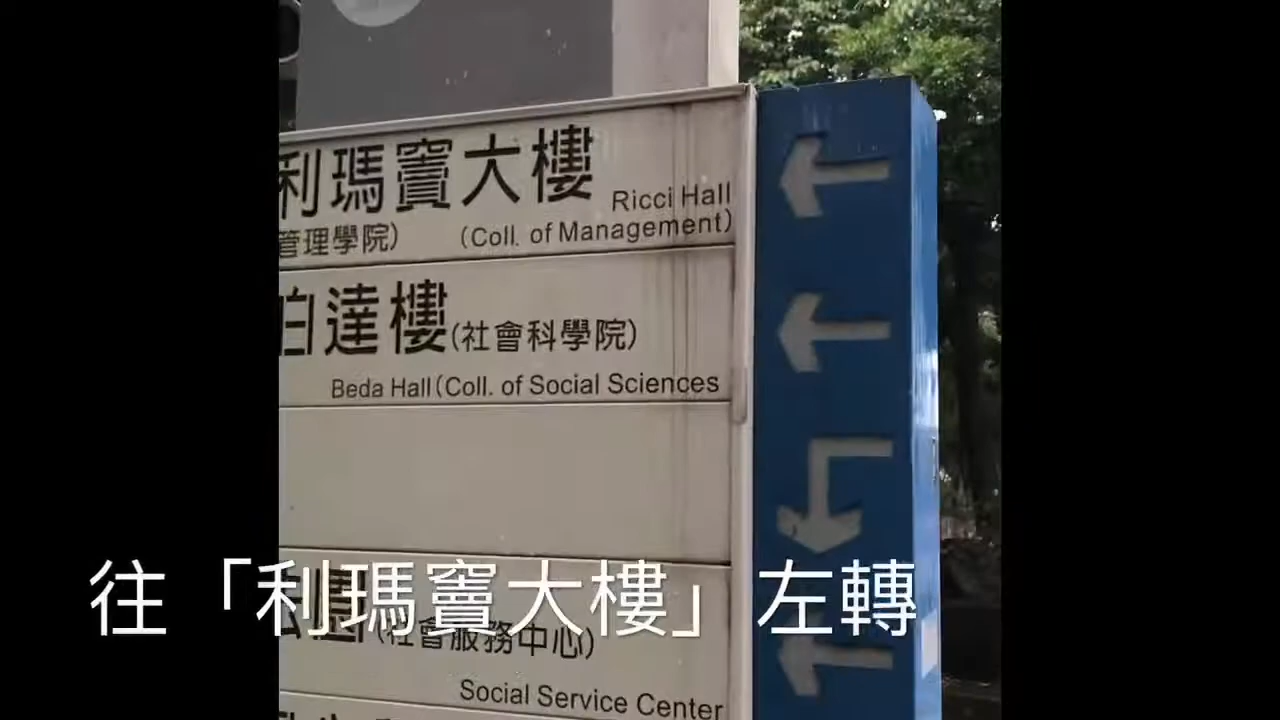 利瑪竇大樓
Ricci Hall
管理學院)
(Coll. of Management)
伯達樓(社會科學院)
Beda Hall(Coll. of Social Sciences
(社會服務中心)
往「利瑪竇大樓」左轉
Social Service Center